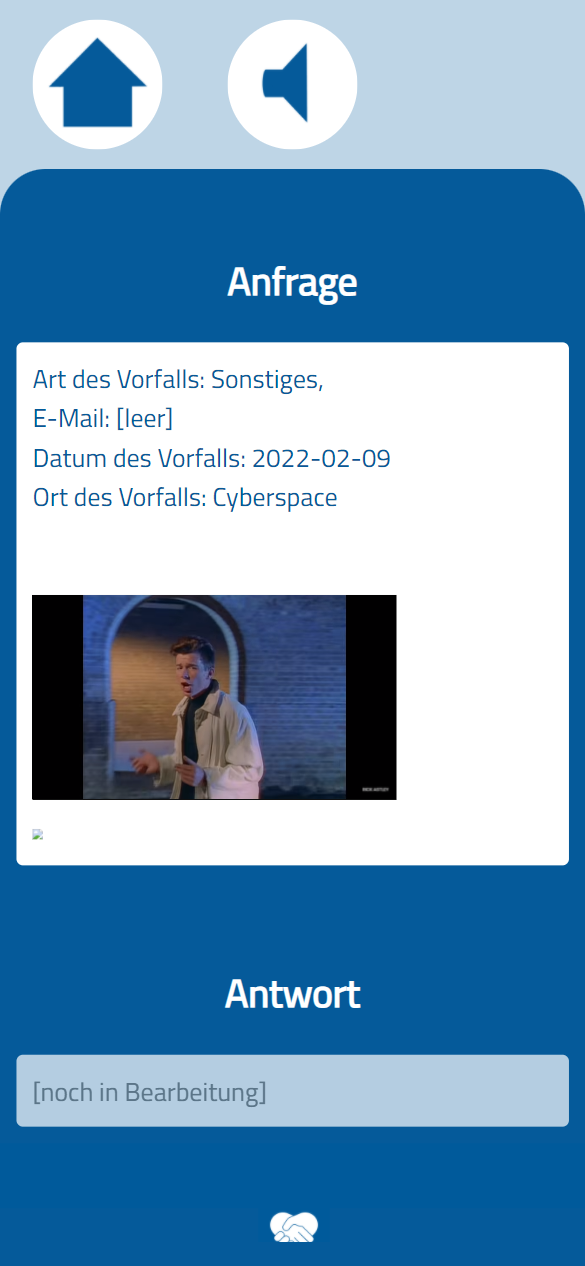 Anfrage
Art des Vorfalls: Sonstiges,
E-Mail: [leer]
Datum des Vorfalls: 2022-02-09
Ort des Vorfalls: Cyberspace
RICK ASTLEY
Antwort
[noch in Bearbeitung]